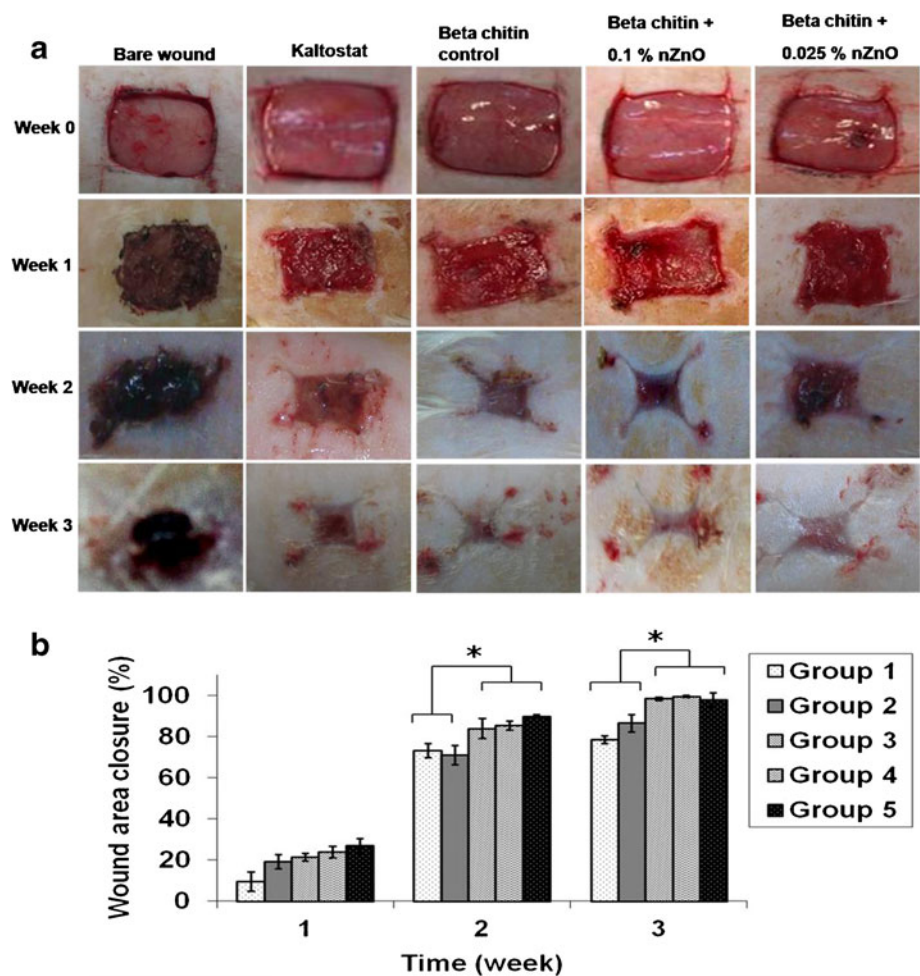 a
Bare wound
Kaltostat
Beta chitin
control
Beta chitin +
0.1 % nZnO
Beta chitin +
0.025 % nZnO
Week 0
Week 1
Week 2
Week 3
b
Wound area closure (%)
100
80
60
40
20
0
*
*
1
2
3
Time (week)
Group 1
Group 2
Group 3
Group 4
Group 5